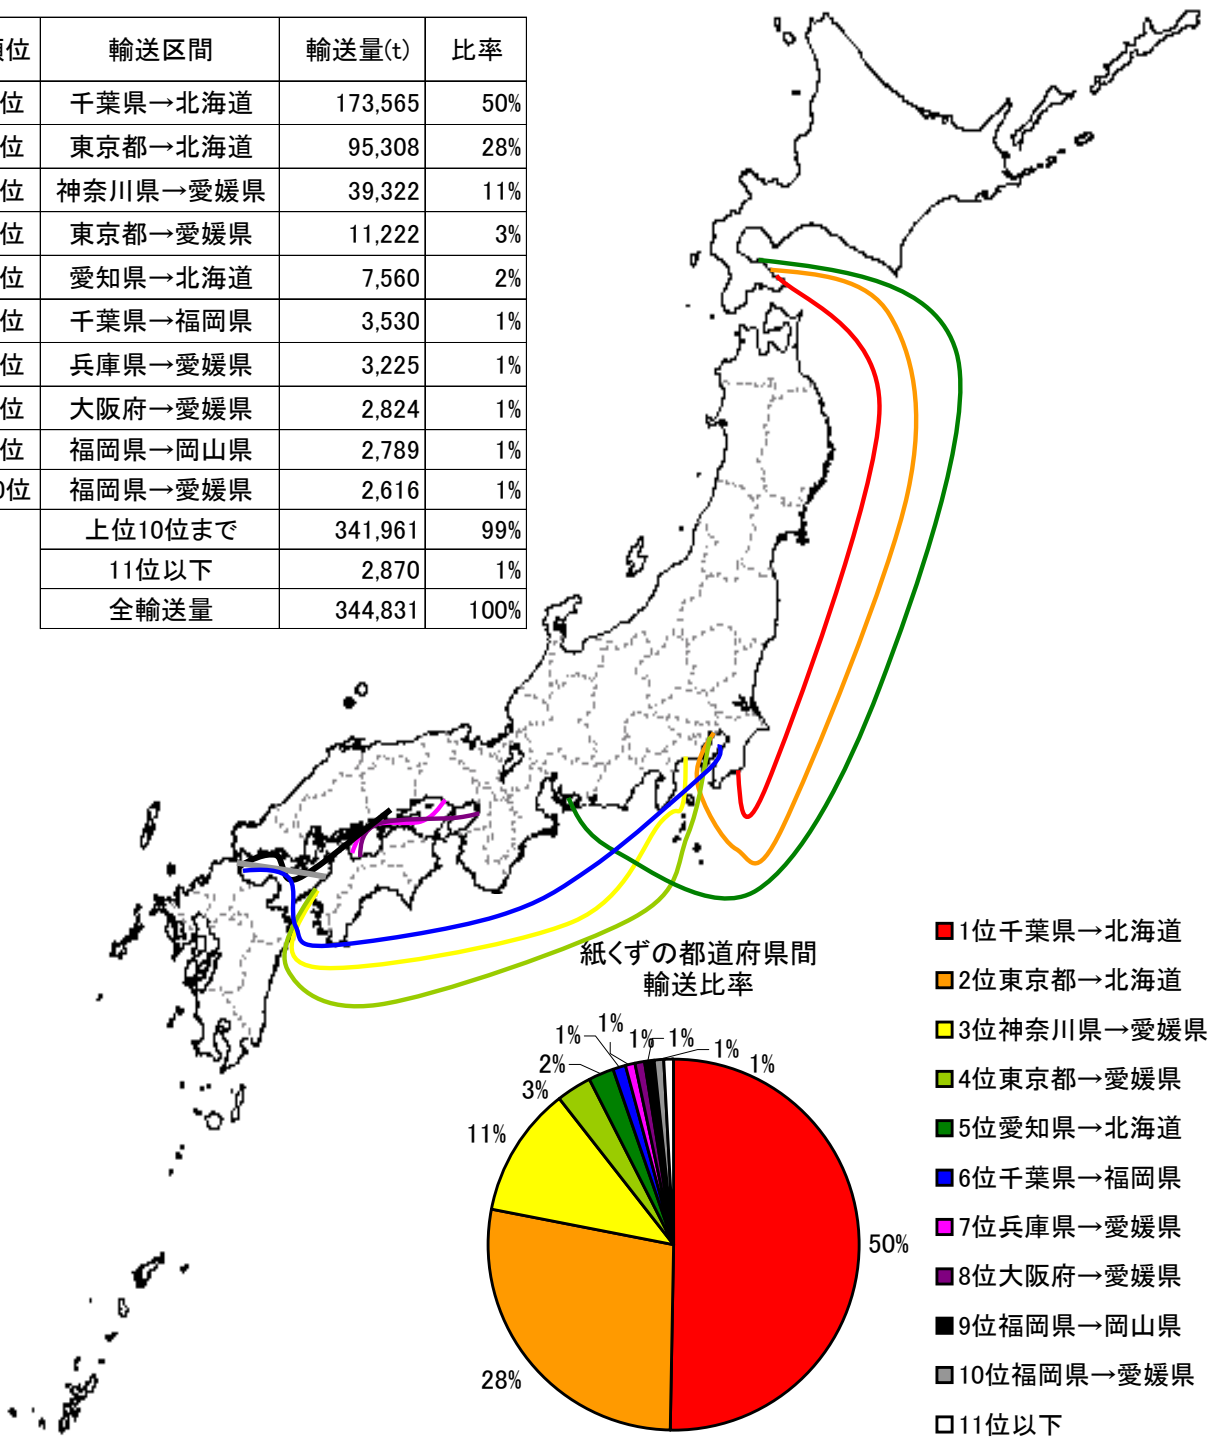 位 輸送区間 輸送量(t) 比率
位 千葉県→北海道 173,565 50%
位 東京都→北海道 95,308 28%
位 神奈川県→愛媛県 39,322 11%
位 東京都→愛媛県 11,222 3%
位 愛知県→北海道 7,560 2%
位 千葉県→福岡県 3,530 1%
位 兵庫県→愛媛県 3,225 1%
位 大阪府→愛媛県 2,824 1%
位 福岡県→岡山県 2,789 1%
0位 福岡県→愛媛県 2,616 1%
上位10位まで 341,961 99%
11位以下 2,870 1%
全輸送量 344,831 100%
紙くずの都道府県間
輸送比率
1%
1%
1%
1%
1%
1%
2%
3%
11%
28%
50%
1位千葉県→北海道
2位東京都→北海道
3位神奈川県→愛媛県
4位東京都→愛媛県
5位愛知県→北海道
6位千葉県→福岡県
7位兵庫県→愛媛県
8位大阪府→愛媛県
9位福岡県→岡山県
10位福岡県→愛媛県
11位以下